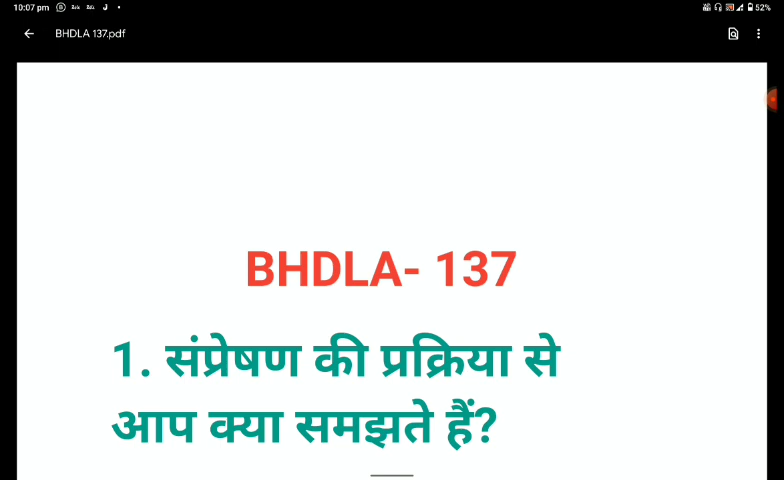 10:07 pm
52%
BHDLA 137.pdf
BHDLA- 137
1. संप्रेषण की प्रक्रिया से
आप क्या समझते हैं?